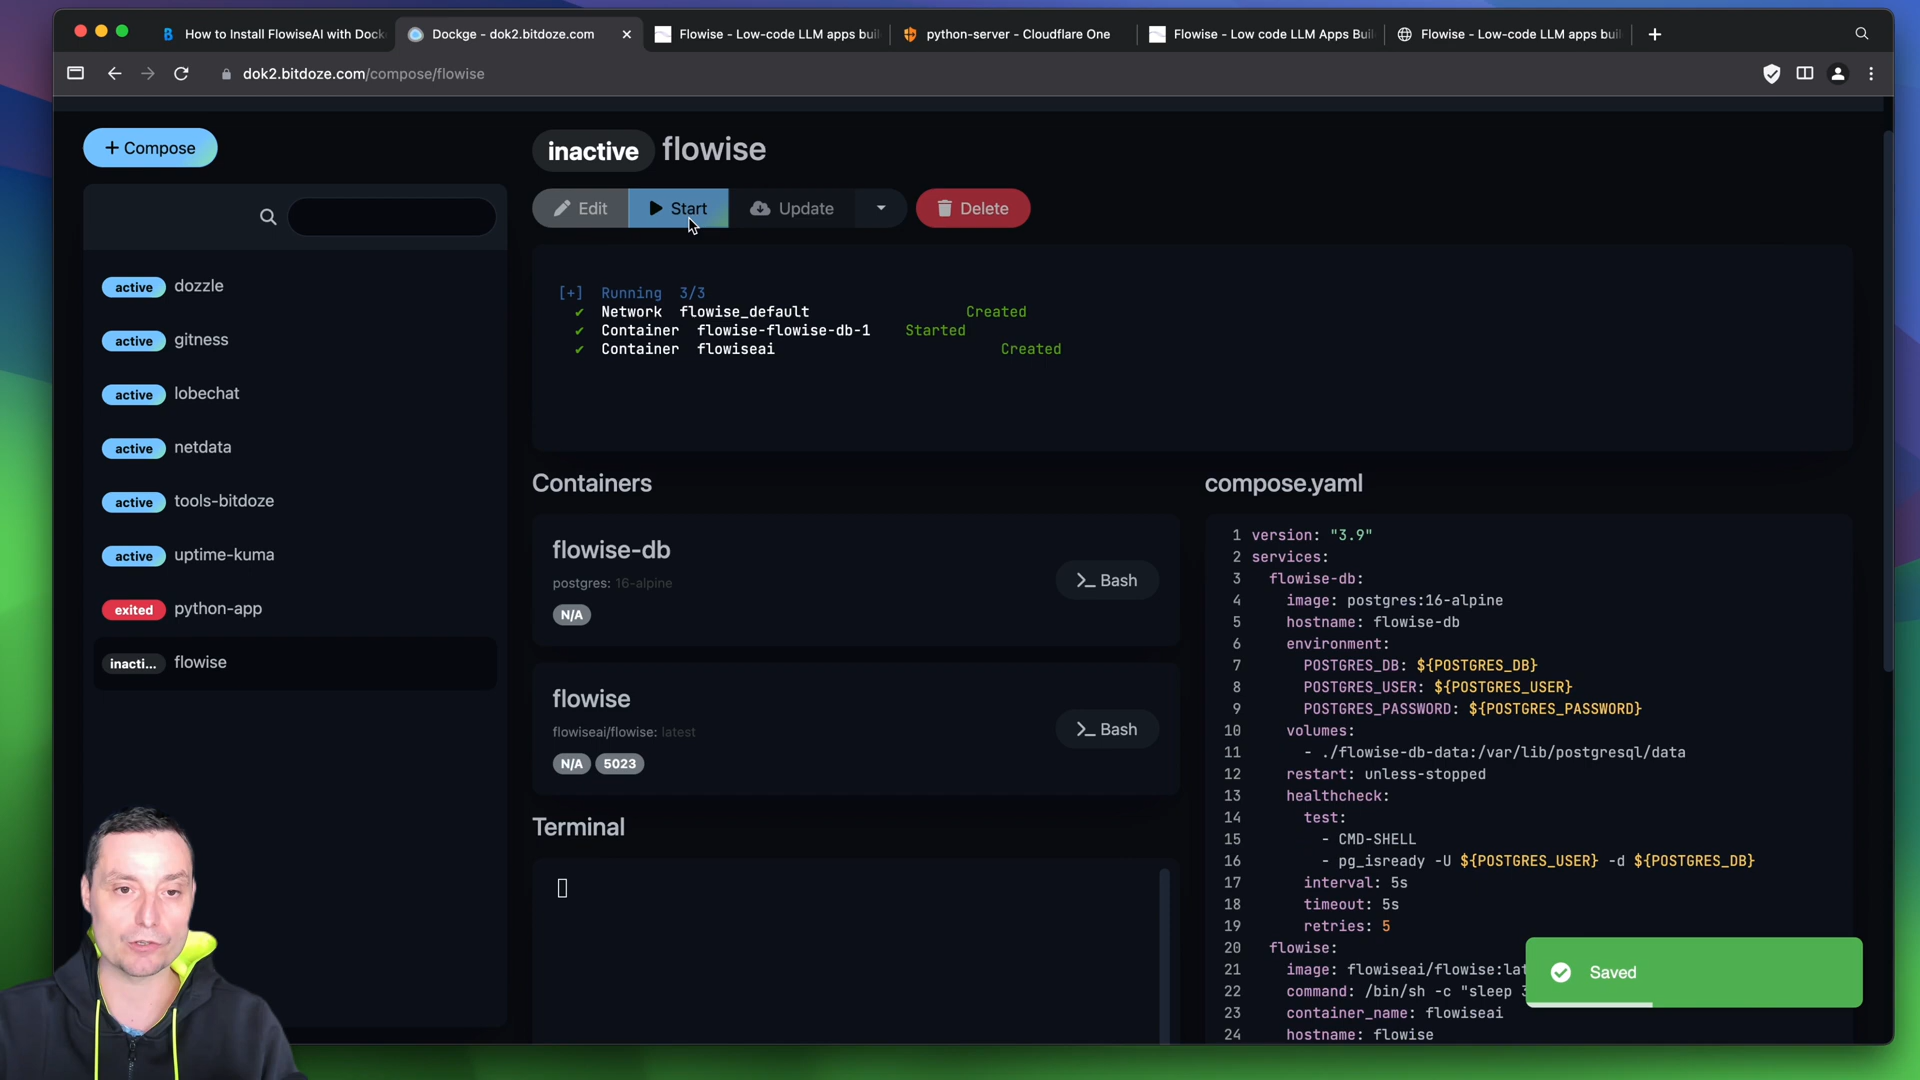 How to Install FlowiseAI with Dock
Dockge - dok2.bitdoze.com
Flowise - Low-code LLM apps buil
python-server - Cloudflare One
Flowise - Low code LLM Apps Buil
Flowise - Low-code LLM apps buil
dok2.bitdoze.com/compose/flowise
+ Compose
active dozzle
active gitness
active lobechat
active netdata
active tools-bitdoze
active uptime-kuma
exited python-app
inacti... flowise
inactive flowise
Edit
Start
Update
Delete
[+] Running 3/3
✔ Network flowise_default Created
✔ Container flowise-flowise-db-1 Started
✔ Container flowiseai Created
Containers
flowise-db
postgres: 16-alpine
N/A
>_ Bash
flowise
flowiseai/flowise: latest
N/A 5023
>_ Bash
Terminal
compose.yaml
1 version: "3.9"
2 services:
3 flowise-db:
4 image: postgres:16-alpine
5 hostname: flowise-db
6 environment:
7 POSTGRES_DB: ${POSTGRES_DB}
8 POSTGRES_USER: ${POSTGRES_USER}
9 POSTGRES_PASSWORD: ${POSTGRES_PASSWORD}
10 volumes:
11 - ./flowise-db-data:/var/lib/postgresql/data
12 restart: unless-stopped
13 healthcheck:
14 test:
15 - CMD-SHELL
16 - pg_isready -U ${POSTGRES_USER} -d ${POSTGRES_DB}
17 interval: 5s
18 timeout: 5s
19 retries: 5
20 flowise:
21 image: flowiseai/flowise:lat
22 command: /bin/sh -c "sleep 3
23 container_name: flowiseai
24 hostname: flowise
Saved